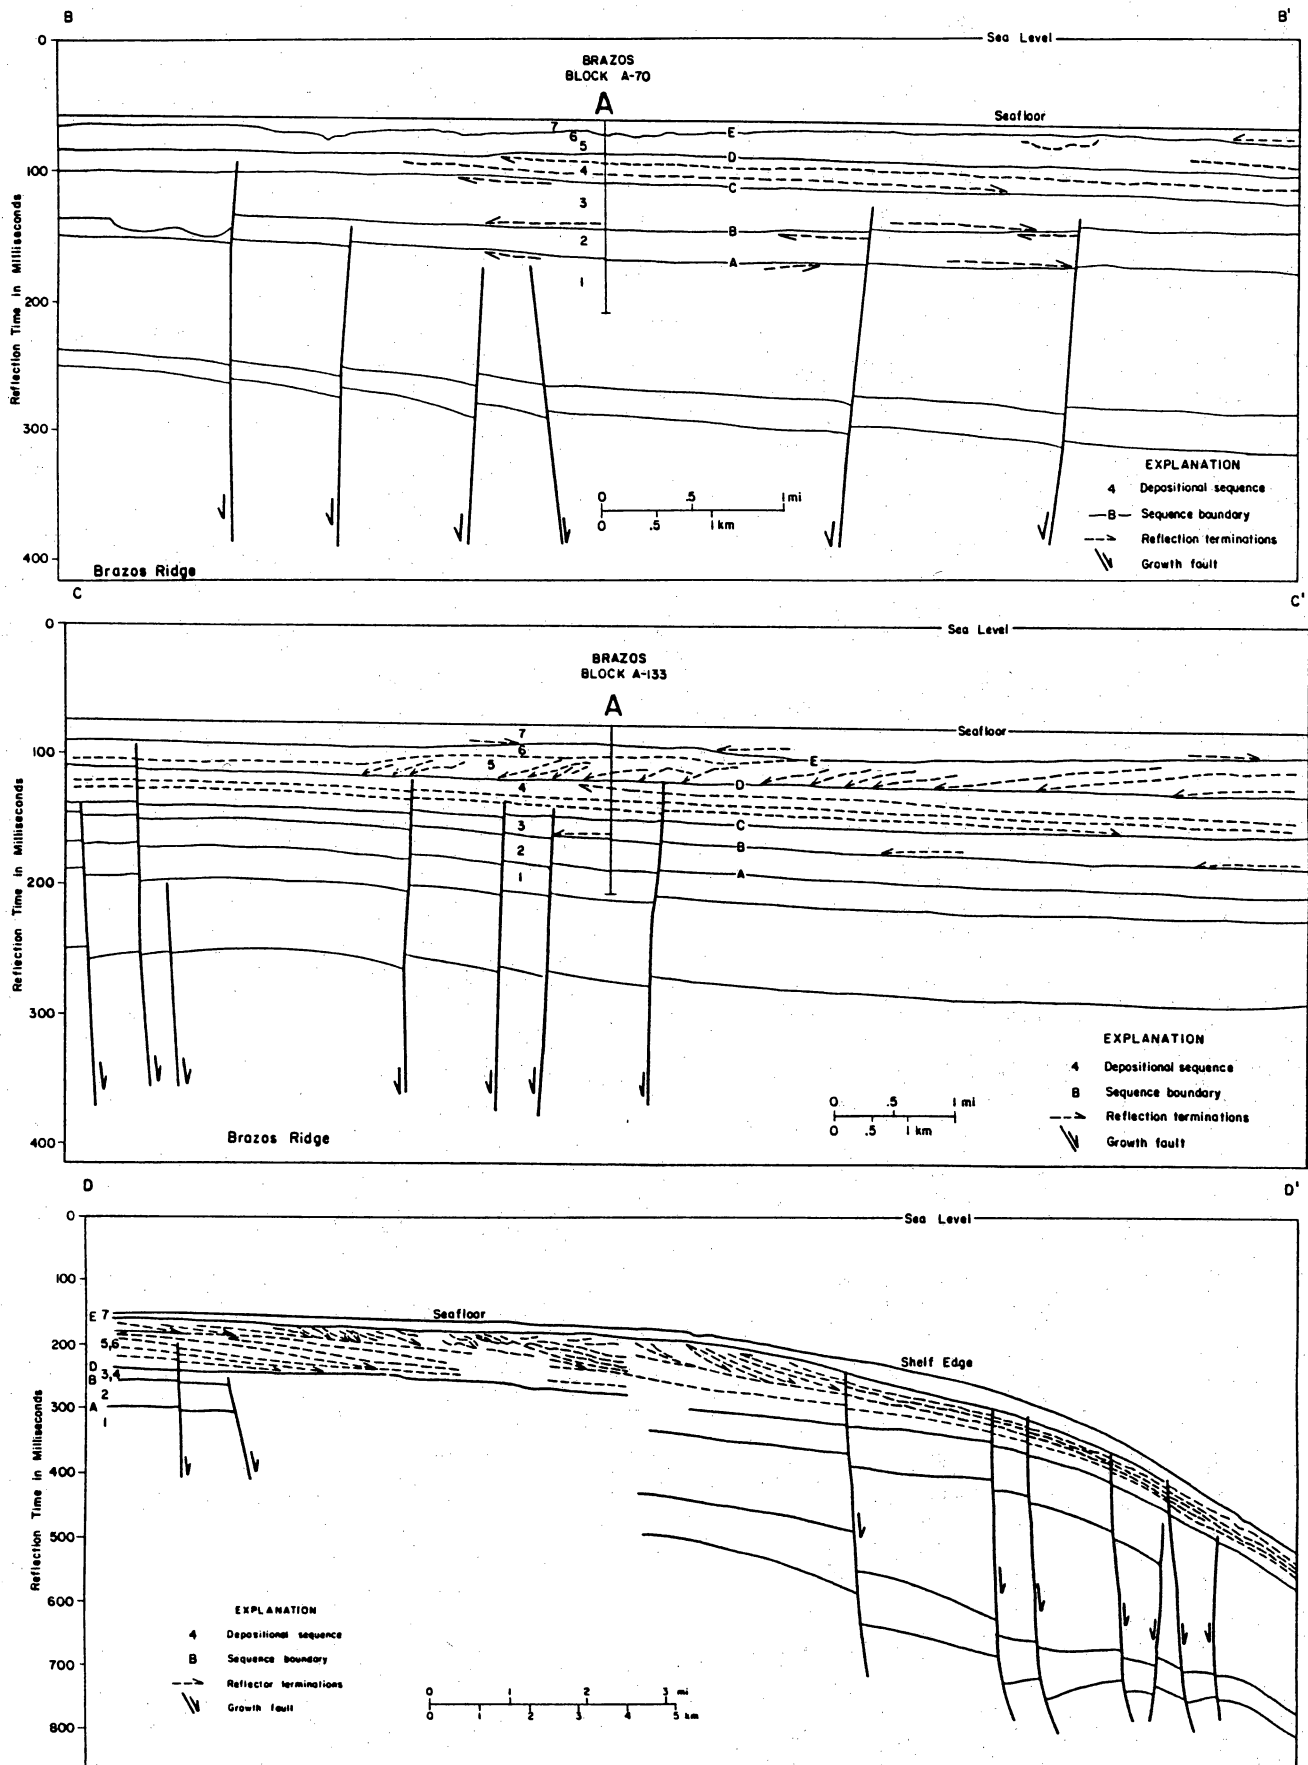 B B'
0
Sea Level
BRAZOS
BLOCK A-70
A
Seafloor
7
6
5
E
D
100
4
C
3
B
2
A
1
200
300
400
Reflection Time in Milliseconds
0 .5 1 mi
0 .5 1 km
EXPLANATION
4 Depositional sequence
B Sequence boundary
Reflection terminations
Growth fault
Brazos Ridge
C C'
0
Sea Level
BRAZOS
BLOCK A-133
A
Seafloor
7
100
6
E
5
D
4
C
3
B
2
A
1
200
300
400
Reflection Time in Milliseconds
EXPLANATION
4 Depositional sequence
B Sequence boundary
Reflection terminations
Growth fault
0 .5 1 mi
0 .5 1 km
Brazos Ridge
D D'
0
Sea Level
100
E 7
Seafloor
200
5,6
Shelf Edge
D
3,4
B
2
300
A
1
400
500
600
700
800
Reflection Time in Milliseconds
EXPLANATION
4 Depositional sequence
B Sequence boundary
Reflector terminations
Growth fault
0 1 2 3 mi
0 1 2 3 4 5 km